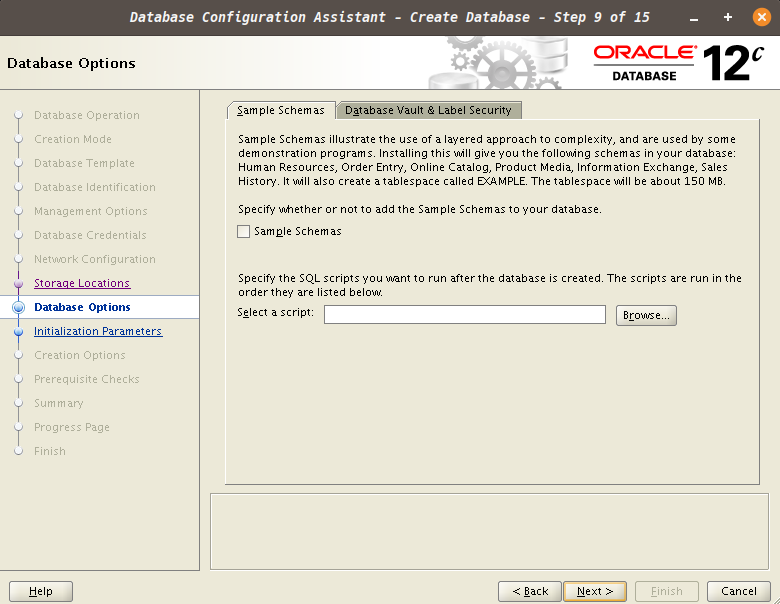 Database Configuration Assistant - Create Database - Step 9 of 15
Database Options
ORACLE
DATABASE
12c
Database Operation
Creation Mode
Database Template
Database Identification
Management Options
Database Credentials
Network Configuration
Storage Locations
Database Options
Initialization Parameters
Creation Options
Prerequisite Checks
Summary
Progress Page
Finish
Sample Schemas
Database Vault & Label Security
Sample Schemas illustrate the use of a layered approach to complexity, and are used by some
demonstration programs. Installing this will give you the following schemas in your database:
Human Resources, Order Entry, Online Catalog, Product Media, Information Exchange, Sales
History. It will also create a tablespace called EXAMPLE. The tablespace will be about 150 MB.
Specify whether or not to add the Sample Schemas to your database.
Sample Schemas
Specify the SQL scripts you want to run after the database is created. The scripts are run in the
order they are listed below.
Select a script:
Browse...
Help
< Back
Next >
Finish
Cancel